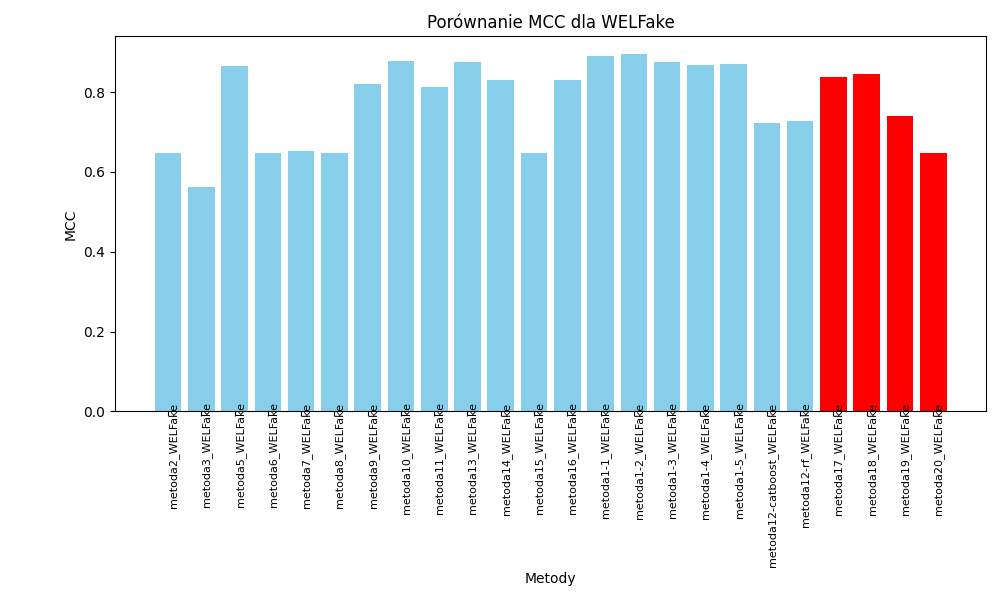 Porównanie MCC dla WELFake
MCC
0.8
0.6
0.4
0.2
0.0
metoda2_WELFake
metoda3_WELFake
metoda5_WELFake
metoda6_WELFake
metoda7_WELFake
metoda8_WELFake
metoda9_WELFake
metoda10_WELFake
metoda11_WELFake
metoda13_WELFake
metoda14_WELFake
metoda15_WELFake
metoda16_WELFake
metoda1-1_WELFake
metoda1-2_WELFake
metoda1-3_WELFake
metoda1-4_WELFake
metoda1-5_WELFake
metoda12-catboost_WELFake
metoda12-rf_WELFake
metoda17_WELFake
metoda18_WELFake
metoda19_WELFake
metoda20_WELFake
Metody